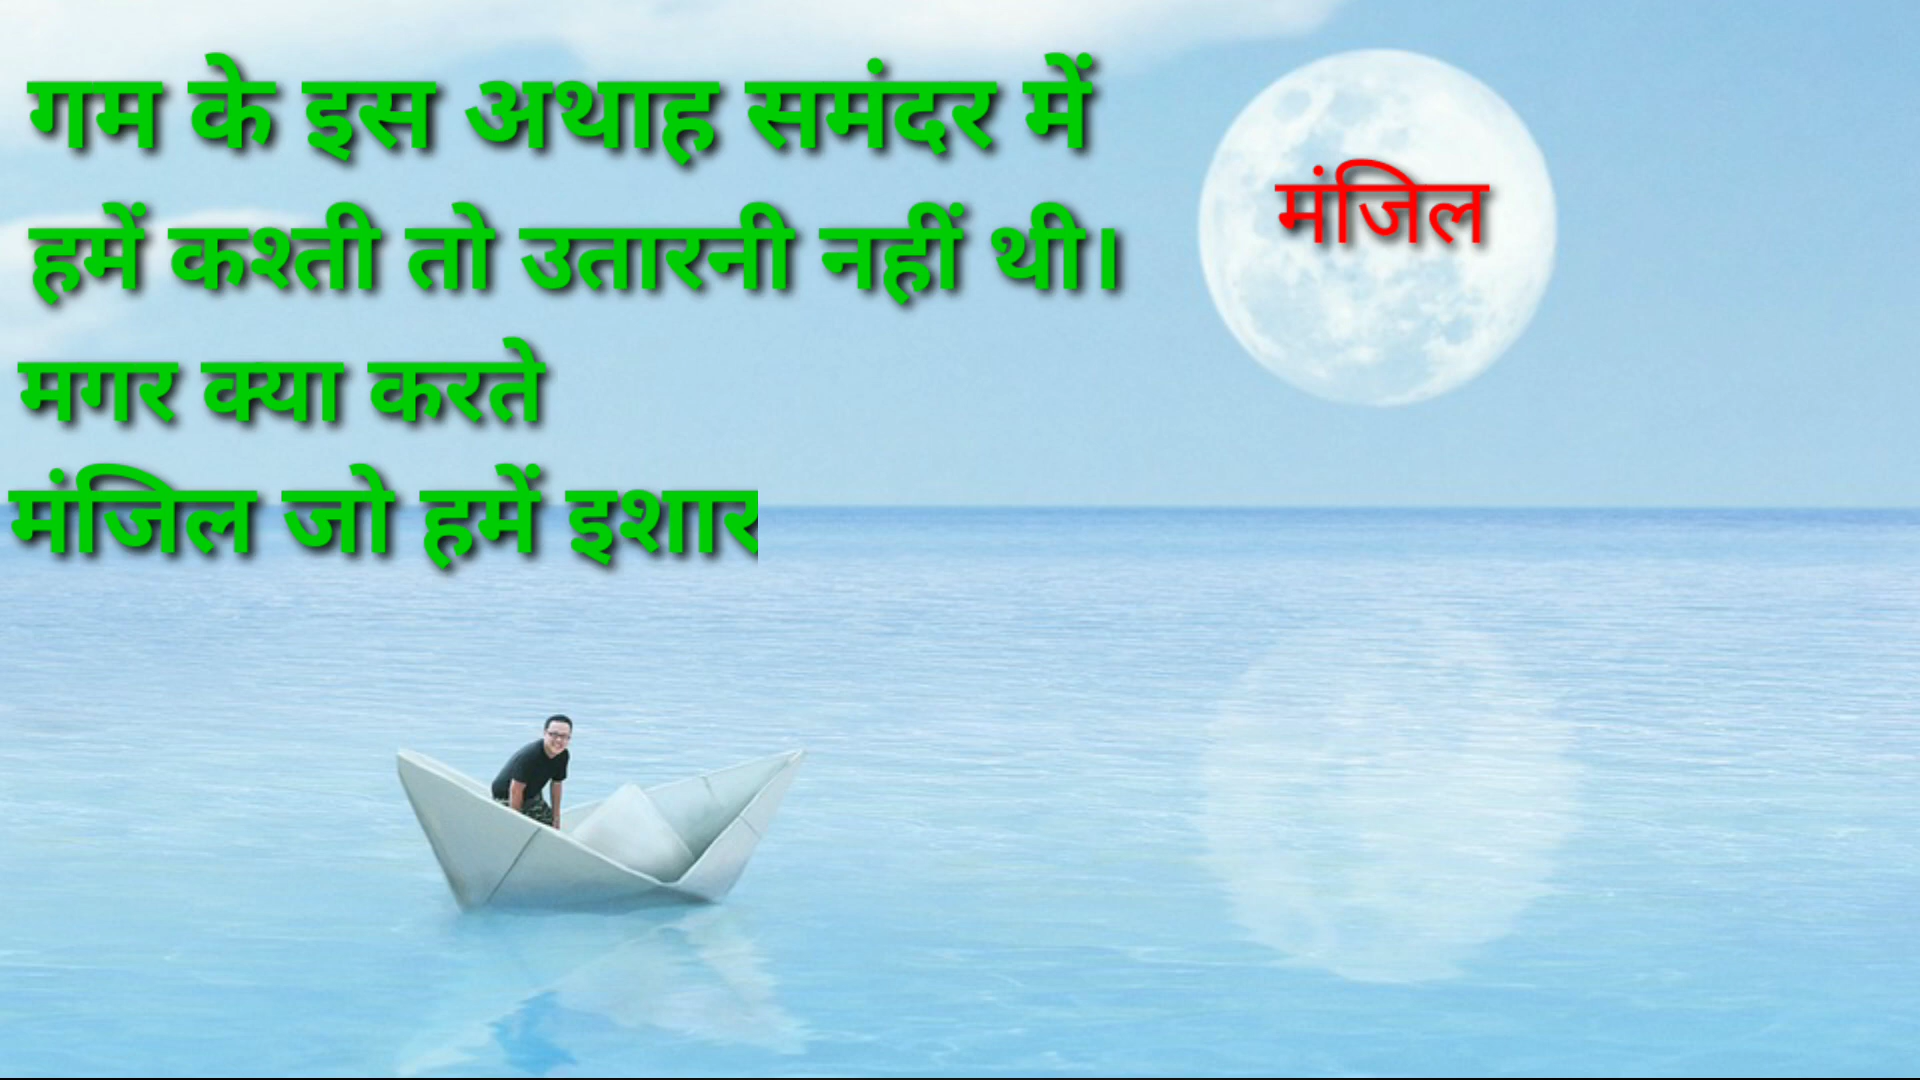 गम के इस अथाह समंदर में
हमें कश्ती तो उतारनी नहीं थी।
मगर क्या करते
मंजिल जो हमें इशार
मंजिल